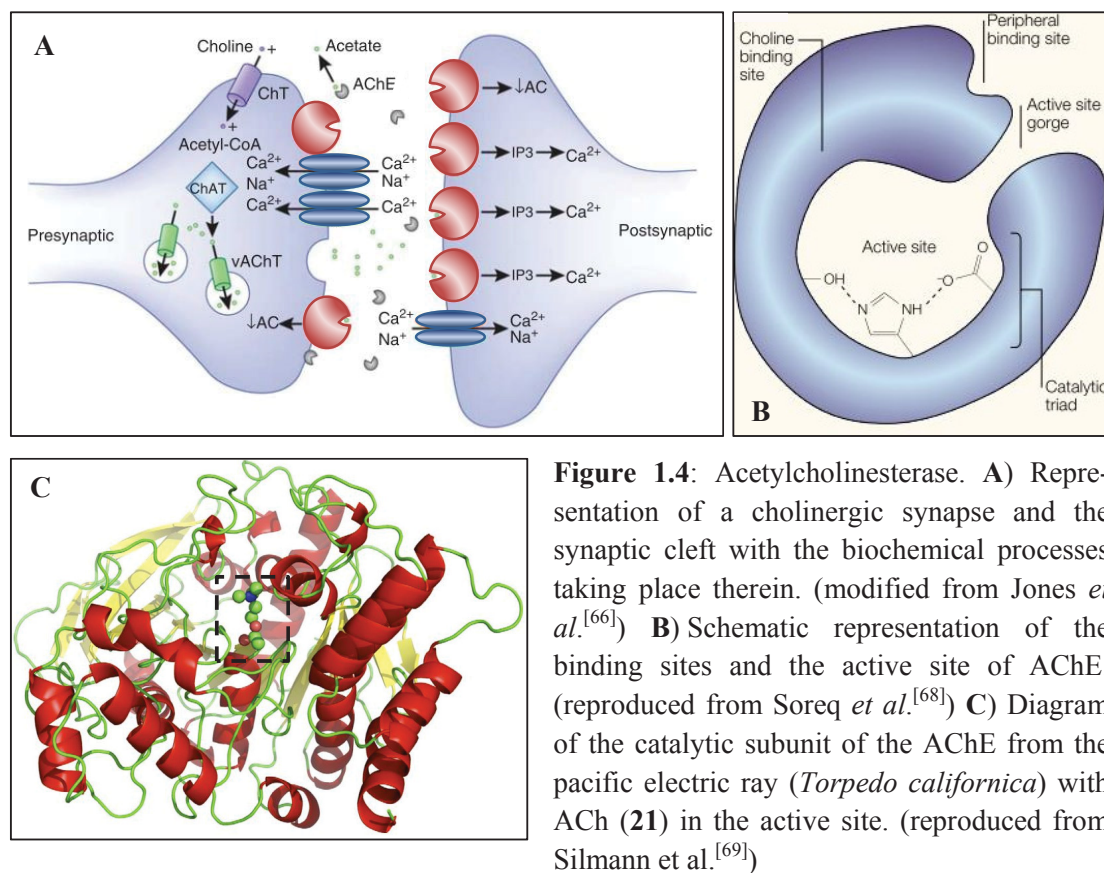 A
Choline
+
ChT
+
Acetyl-CoA
ChAT
Presynaptic
vAChT
↓AC
Acetate
AChE
Ca²⁺
Na⁺
Ca²⁺
Ca²⁺
Na⁺
Ca²⁺
↓AC
IP3 Ca²⁺
IP3 Ca²⁺
IP3 Ca²⁺
Ca²⁺
Na⁺
Ca²⁺
Na⁺
Postsynaptic
B
Choline
binding
site
Peripheral
binding site
Active site
gorge
Active site
OH
N
NH
O
O
Catalytic
triad
C
Figure 1.4: Acetylcholinesterase. A) Repre-
sentation of a cholinergic synapse and the
synaptic cleft with the biochemical processes
taking place therein. (modified from Jones et
al.[66]) B) Schematic representation of the
binding sites and the active site of AChE
(reproduced from Soreq et al.[68]) C) Diagram
of the catalytic subunit of the AChE from the
pacific electric ray (Torpedo californica) with
ACh (21) in the active site. (reproduced from
Silmann et al.[69])